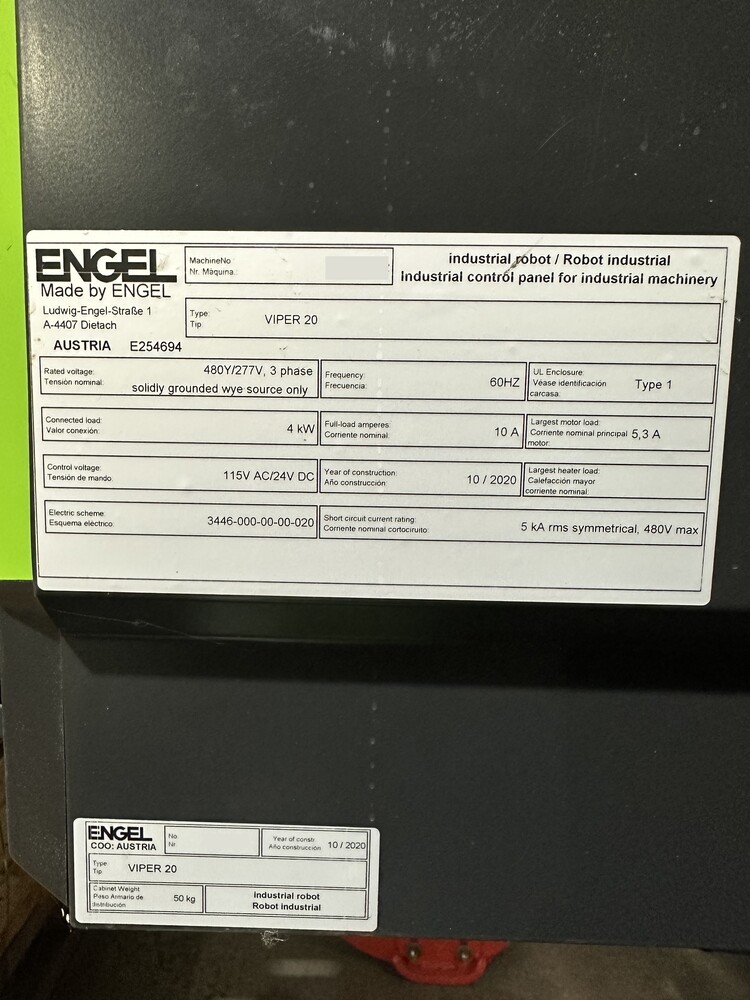 ENGEL
Made by ENGEL
Ludwig-Engel-Straße 1
A-4407 Dietach
AUSTRIA E254694
MachineNo
Nr. Màquina:
industrial robot / Robot industrial
Industrial control panel for industrial machinery
Type:
Tip
VIPER 20
Rated voltage:
Tensión nominal:
480Y/277V, 3 phase
solidly grounded wye source only
Frequency:
Frecuencia:
60HZ
UL Enclosure:
Véase identificación
carcasa:
Type 1
Connected load:
Valor conexión:
4 kW
Full-load amperes
Corriente nominal:
10 A
Largest motor load:
Corriente nominal principal
motor:
5,3 A
Control voltage:
Tensión de mando:
115V AC/24V DC
Year of construction:
Año construcción:
10 / 2020
Largest heater load:
Calefacción mayor
corriente nominal:
Electric scheme
Esquema eléctrico
3446-000-00-00-020
Short circuit current rating:
Corriente nominal cortocircuito:
5 kA rms symmetrical, 480V max
ENGEL
COO: AUSTRIA
No
Nr
Year of constr
Año construcción
10 / 2020
Type
Tip
VIPER 20
Cabinet Weight
Peso Armario de
distribución
50 kg
industrial robot
Robot industrial